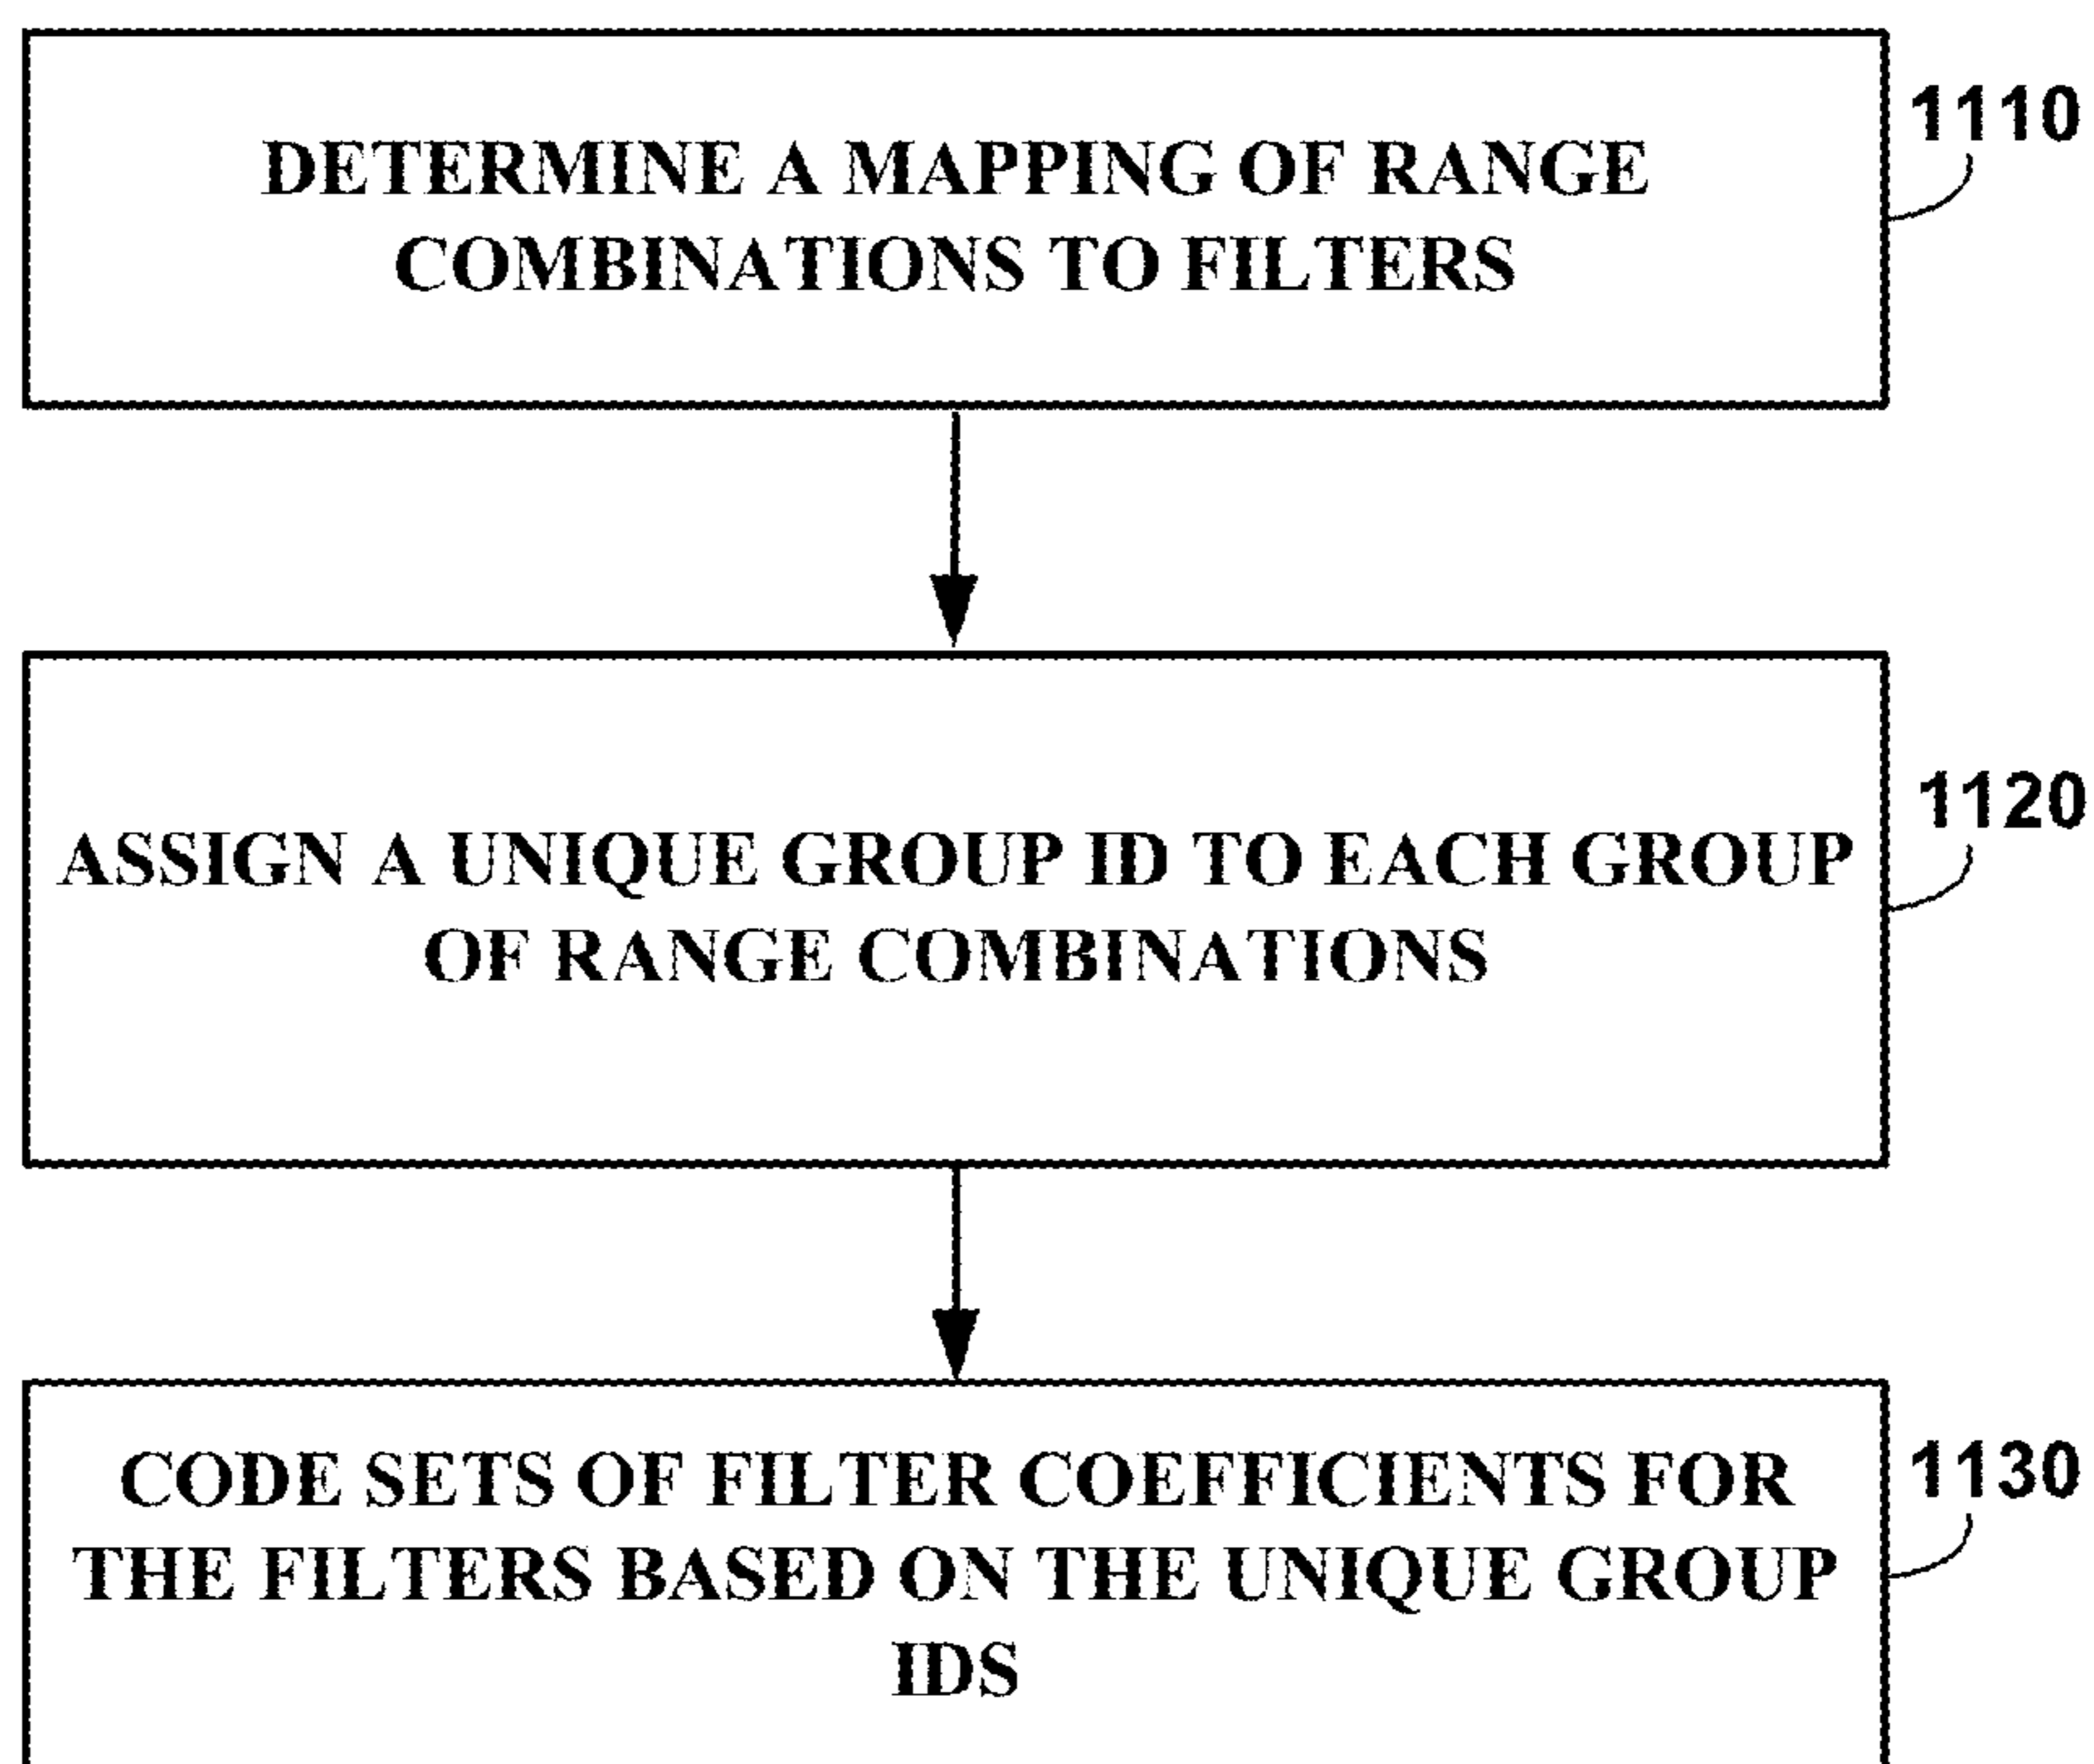 1110
DETERMINE A MAPPING OF RANGE
COMBINATIONS TO FILTERS
1120
ASSIGN A UNIQUE GROUP ID TO EACH GROUP
OF RANGE COMBINATIONS
1130
CODE SETS OF FILTER COEFFICIENTS FOR
THE FILTERS BASED ON THE UNIQUE GROUP
IDS